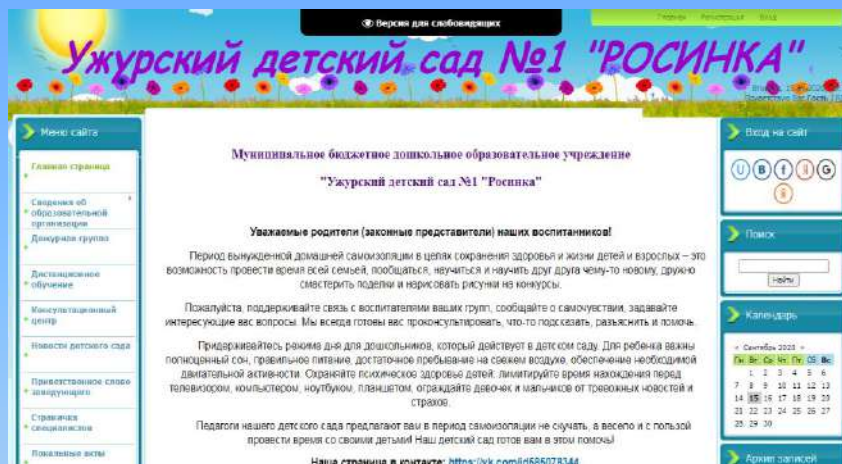 Версия для слабовидящих
Главная Регистрация Вход
Ужурский детский сад №1 "РОСИНКА"
Меню сайта
Главная страница
Сведения об
образовательной
организации
Дежурная группа
Дистанционное
обучение
Консультационный
центр
Новости детского сада
Приветственное слово
заведующего
Страничка
специалистов
Локальные акты
Муниципальное бюджетное дошкольное образовательное учреждение
"Ужурский детский сад №1 "Росинка"
Уважаемые родители (законные представители) наших воспитанников!
Период вынужденной домашней самоизоляции в целях сохранения здоровья и жизни детей и взрослых – это
возможность провести время всей семьей, пообщаться, научиться и научить друг друга чему-то новому, дружно
смастерить поделки и нарисовать рисунки на конкурсы.
Пожалуйста, поддерживайте связь с воспитателями ваших групп, сообщайте о самочувствии, задавайте
интересующие вас вопросы. Мы всегда готовы вас проконсультировать, что-то подсказать, разъяснить и помочь.
Придерживайтесь режима дня для дошкольников, который действует в детском саду. Для ребенка важны
полноценный сон, правильное питание, достаточное пребывание на свежем воздухе, обеспечение необходимой
двигательной активности. Охраняйте психическое здоровье детей: лимитируйте время нахождения перед
телевизором, компьютером, ноутбуком, планшетом, ограждайте девочек и мальчиков от тревожных новостей и
страхов.
Педагоги нашего детского сада предлагают вам в период самоизоляции не скучать, а весело и с пользой
провести время со своими детьми! Наш детский сад готов вам в этом помочь!
Наша страница в контакте: https://vk.com/id585078344
Вход на сайт
Поиск
Найти
Календарь
« Сентябрь 2020 »
Пн Вт Ср Чт Пт Сб Вс
1 2 3 4 5 6
7 8 9 10 11 12 13
14 15 16 17 18 19 20
21 22 23 24 25 26 27
28 29 30
Архив записей